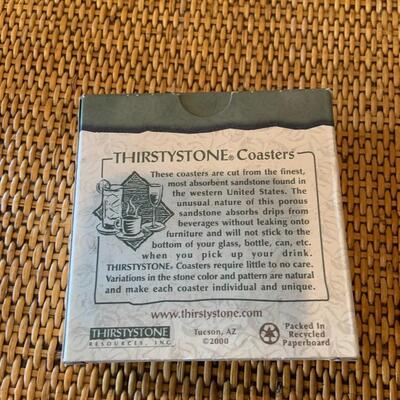 THIRSTYSTONE® Coasters™
These coasters are cut from the finest,
most absorbent sandstone found in
the western United States. The
unusual nature of this porous
sandstone absorbs drips from
beverages without leaking onto
furniture and will not stick to the
bottom of your glass, bottle, can, etc.
when you pick up your drink.
THIRSTYSTONE® Coasters require little to no care.
Variations in the stone color and pattern are natural
and make each coaster individual and unique.
www.thirstystone.com
THIRSTYSTONE
RESOURCES, INC
Tucson, AZ
©2000
Packed In
Recycled
Paperboard